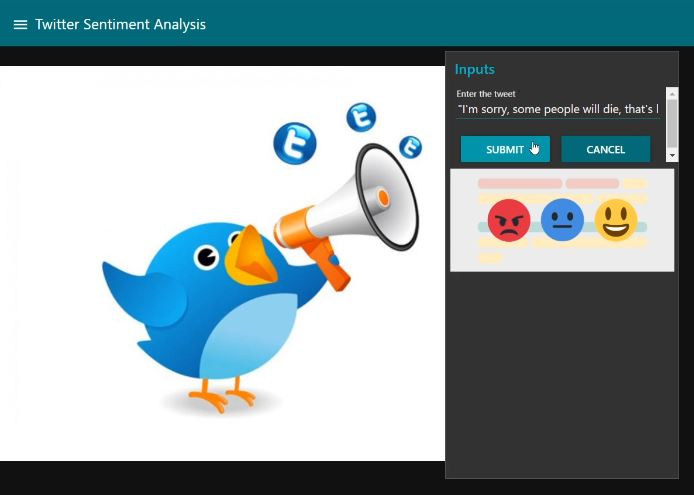 Twitter Sentiment Analysis
Inputs
Enter the tweet
"I'm sorry, some people will die, that's
SUBMIT
CANCEL